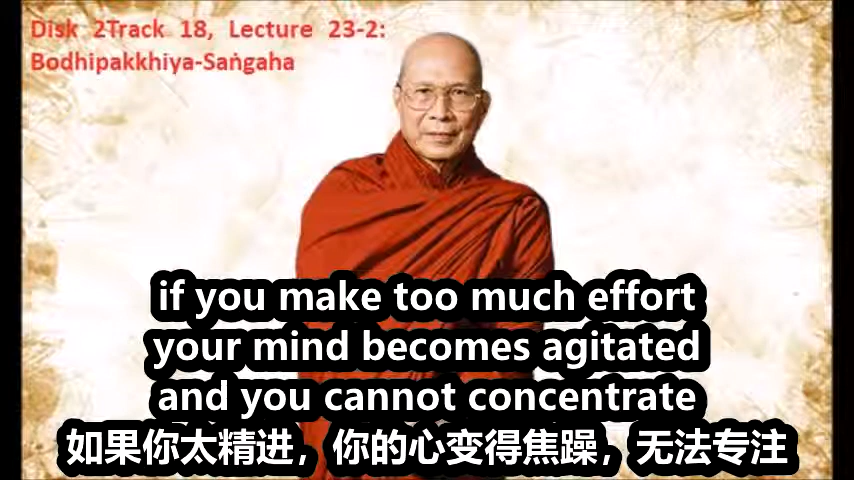 Disk 2Track 18, Lecture 23-2:
Bodhipakkhiya-Saṅgaha
if you make too much effort
your mind becomes agitated
and you cannot concentrate
如果你太精进，你的心变得焦躁，无法专注